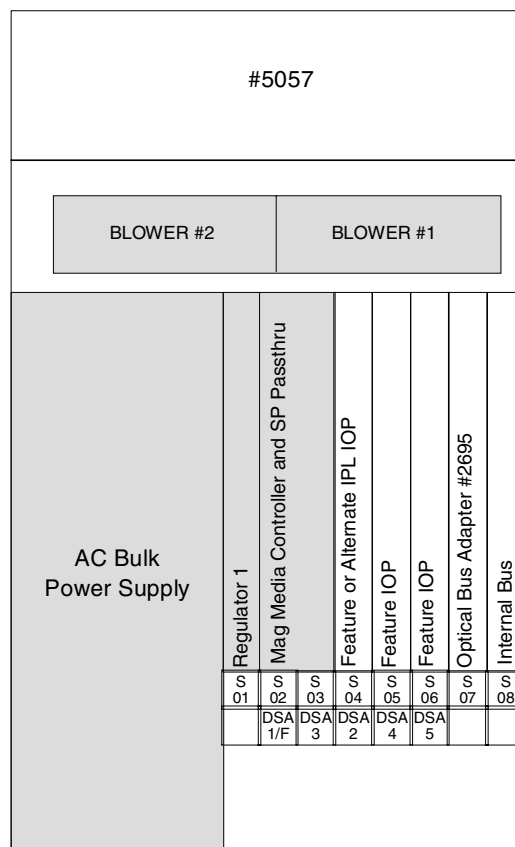 #5057
BLOWER #2
BLOWER #1
AC Bulk
Power Supply
Regulator 1
Mag Media Controller and SP Passthru
Feature or Alternate IPL IOP
Feature IOP
Feature IOP
Optical Bus Adapter #2695
Internal Bus
S
01
S
02
S
03
S
04
S
05
S
06
S
07
S
08
DSA
1/F
DSA
3
DSA
2
DSA
4
DSA
5